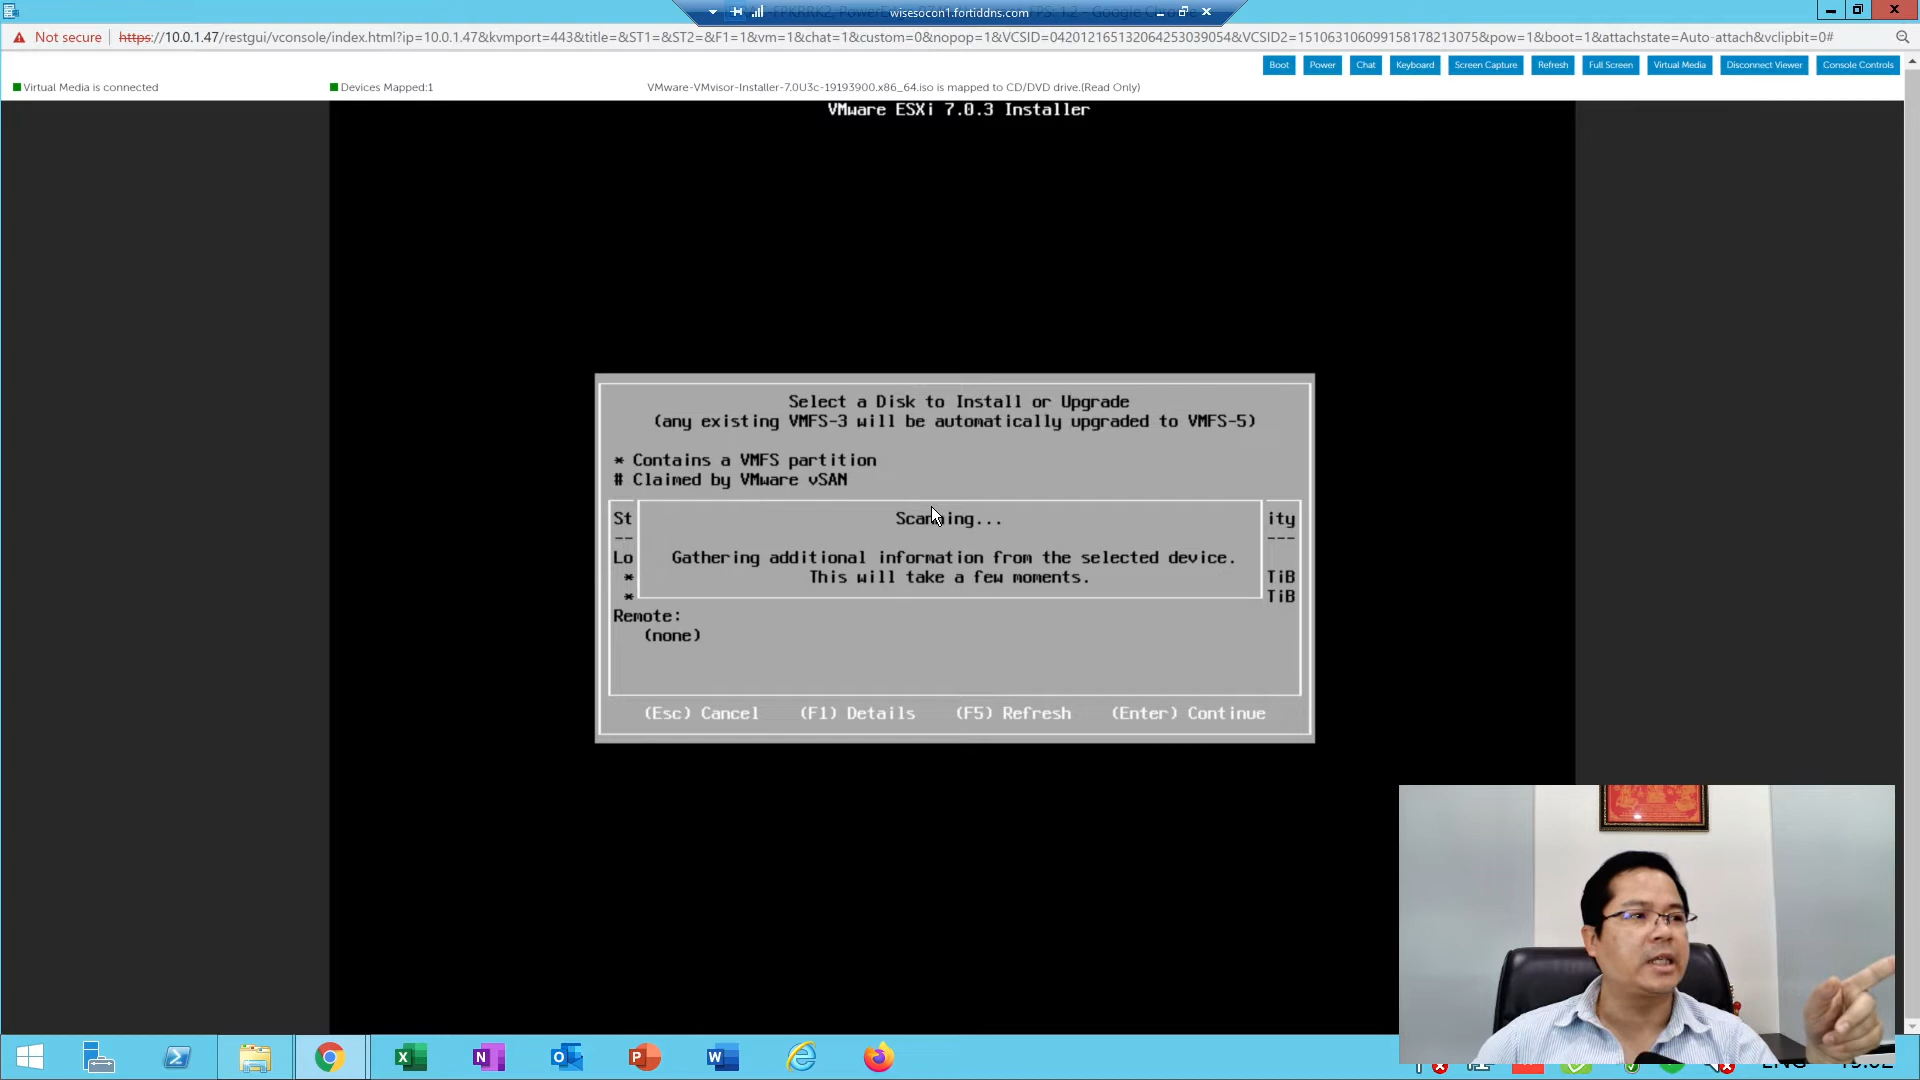 wisesocon1.fortiddns.com
Not secure
https://10.0.1.47/restgui/vconsole/index.html?ip=10.0.1.47&kvmport=443&title=&ST1=&ST2=&F1=1&vm=1&chat=1&custom=0&nopop=1&VCSID=042012165132064253039054&VCSID2=151063106099158178213075&pow=1&boot=1&attachstate=Auto-attach&vclipbit=0#
Boot
Power
Chat
Keyboard
Screen Capture
Refresh
Full Screen
Virtual Media
Disconnect Viewer
Console Controls
Virtual Media is connected
Devices Mapped:1
VMware-VMvisor-Installer-7.0U3c-19193900.x86_64.iso is mapped to CD/DVD drive.(Read Only)
VMware ESXi 7.0.3 Installer
Select a Disk to Install or Upgrade
(any existing VMFS-3 will be automatically upgraded to VMFS-5)
* Contains a VMFS partition
# Claimed by VMware vSAN
St
Scanning...
ity
Lo
Gathering additional information from the selected device.
* This will take a few moments. TiB
* TiB
Remote:
(none)
(Esc) Cancel (F1) Details (F5) Refresh (Enter) Continue